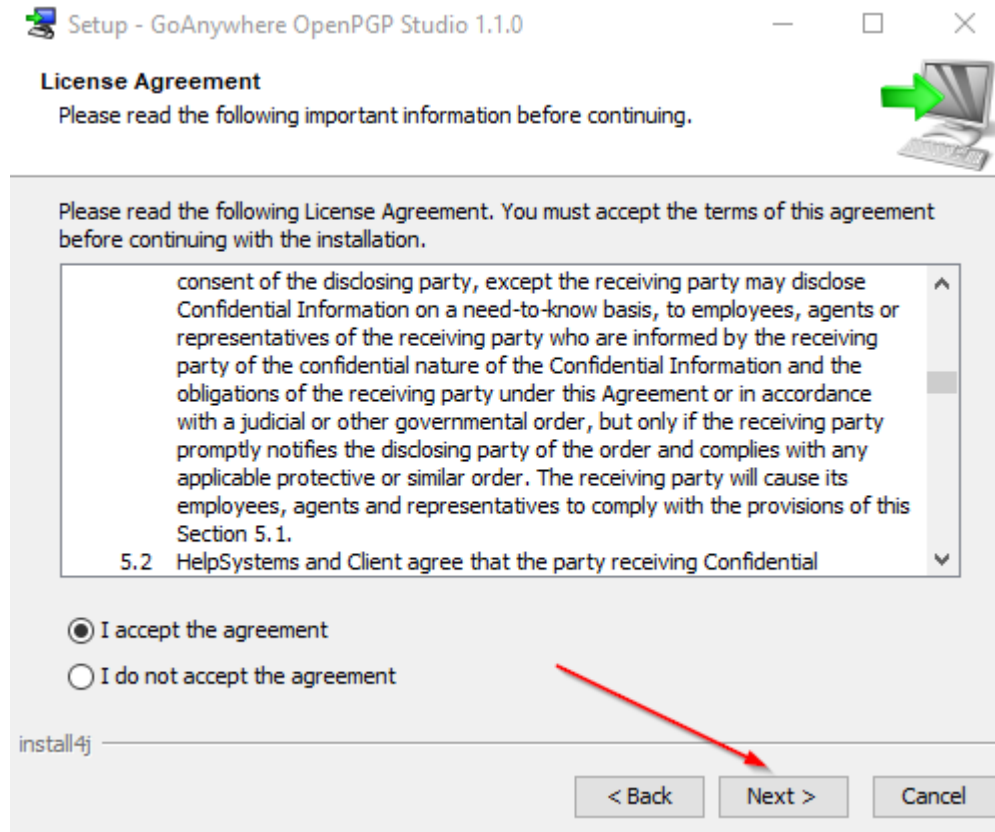 Setup - GoAnywhere OpenPGP Studio 1.1.0
License Agreement
Please read the following important information before continuing.
Please read the following License Agreement. You must accept the terms of this agreement
before continuing with the installation.
consent of the disclosing party, except the receiving party may disclose
Confidential Information on a need-to-know basis, to employees, agents or
representatives of the receiving party who are informed by the receiving
party of the confidential nature of the Confidential Information and the
obligations of the receiving party under this Agreement or in accordance
with a judicial or other governmental order, but only if the receiving party
promptly notifies the disclosing party of the order and complies with any
applicable protective or similar order. The receiving party will cause its
employees, agents and representatives to comply with the provisions of this
Section 5.1.
5.2 HelpSystems and Client agree that the party receiving Confidential
I accept the agreement
I do not accept the agreement
install4j
< Back Next > Cancel